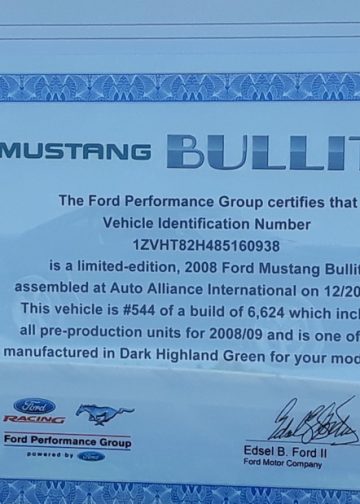 MUSTANG BULLIT
The Ford Performance Group certifies that
Vehicle Identification Number
1ZVHT82H485160938
is a limited-edition, 2008 Ford Mustang Bullit
assembled at Auto Alliance International on 12/20
This vehicle is #544 of a build of 6,624 which incl
all pre-production units for 2008/09 and is one of
manufactured in Dark Highland Green for your mod
Ford
RACING
Ford Performance Group
powered by Ford
Edsel B. Ford II
Edsel B. Ford II
Ford Motor Company